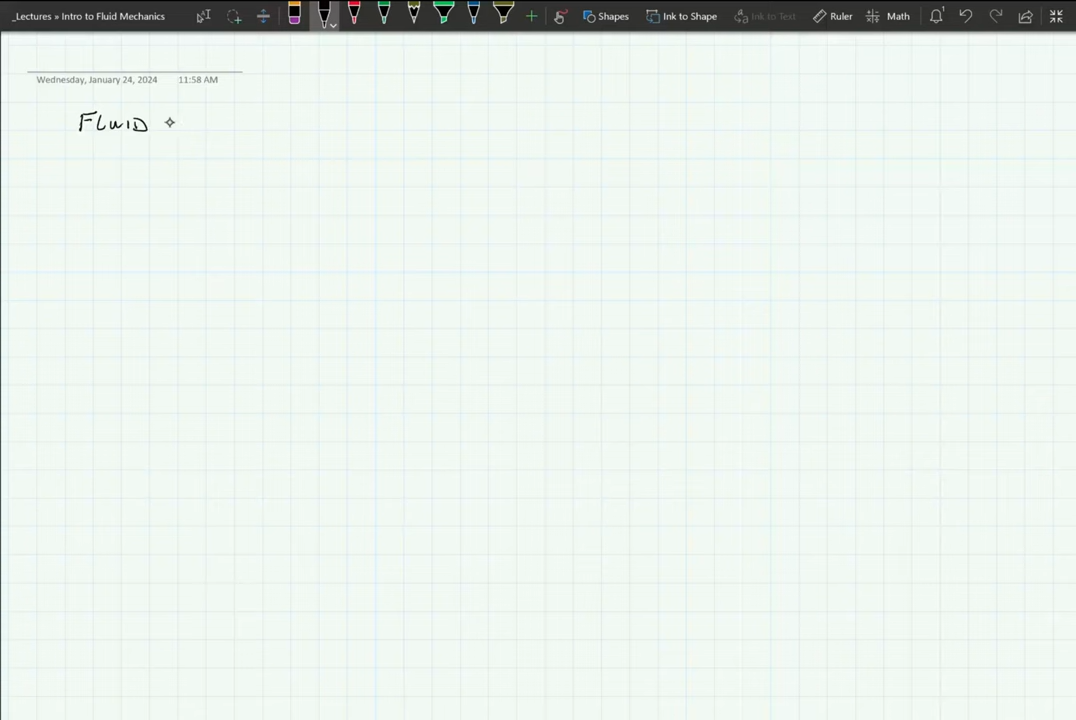 _Lectures » Intro to Fluid Mechanics Shapes Ink to Shape Ink to Text Ruler Math
Wednesday, January 24, 2024 11:58 AM
FLUID